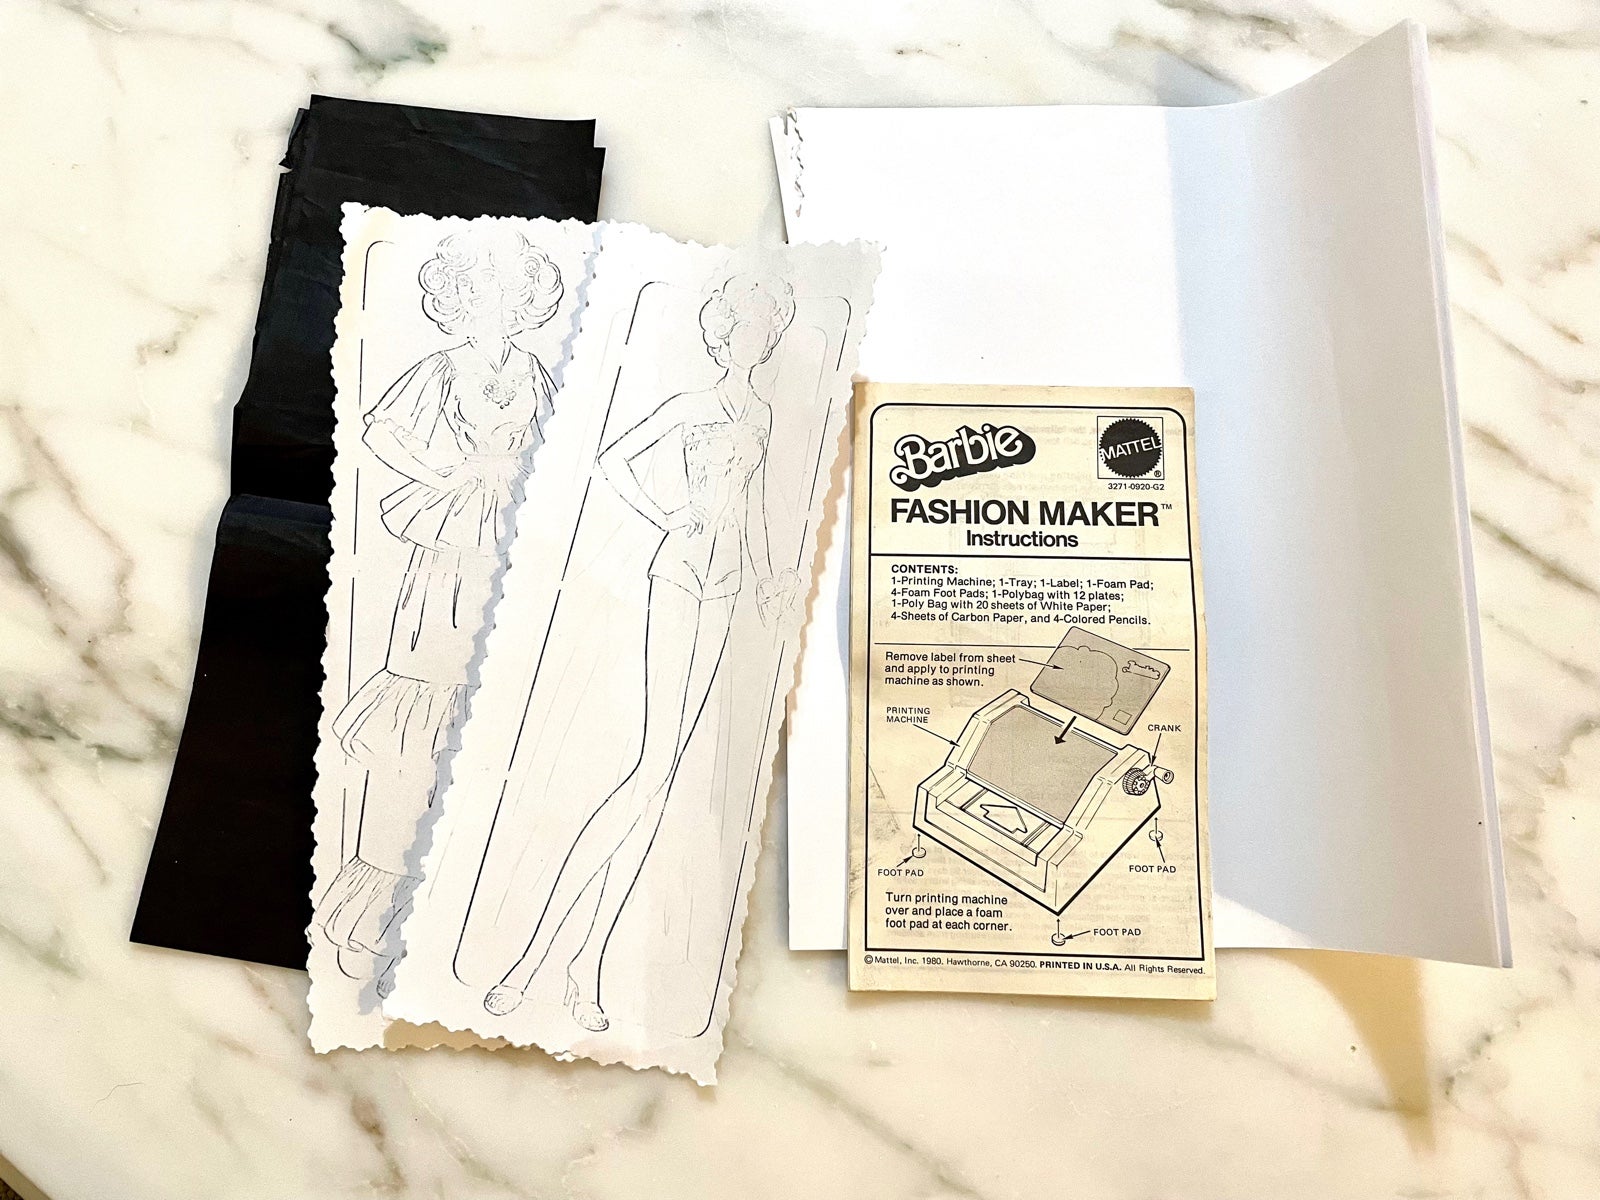 Barbie
MATTEL
®
3271-0920-G2
FASHION MAKER™
Instructions
CONTENTS:
1-Printing Machine; 1-Tray; 1-Label; 1-Foam Pad;
4-Foam Foot Pads; 1-Polybag with 12 plates;
1-Poly Bag with 20 sheets of White Paper;
4-Sheets of Carbon Paper, and 4-Colored Pencils.
Remove label from sheet
and apply to printing
machine as shown.
PRINTING
MACHINE
CRANK
FOOT PAD
FOOT PAD
Turn printing machine
over and place a foam
foot pad at each corner.
FOOT PAD
© Mattel, Inc. 1980. Hawthorne, CA 90250. PRINTED IN U.S.A. All Rights Reserved.